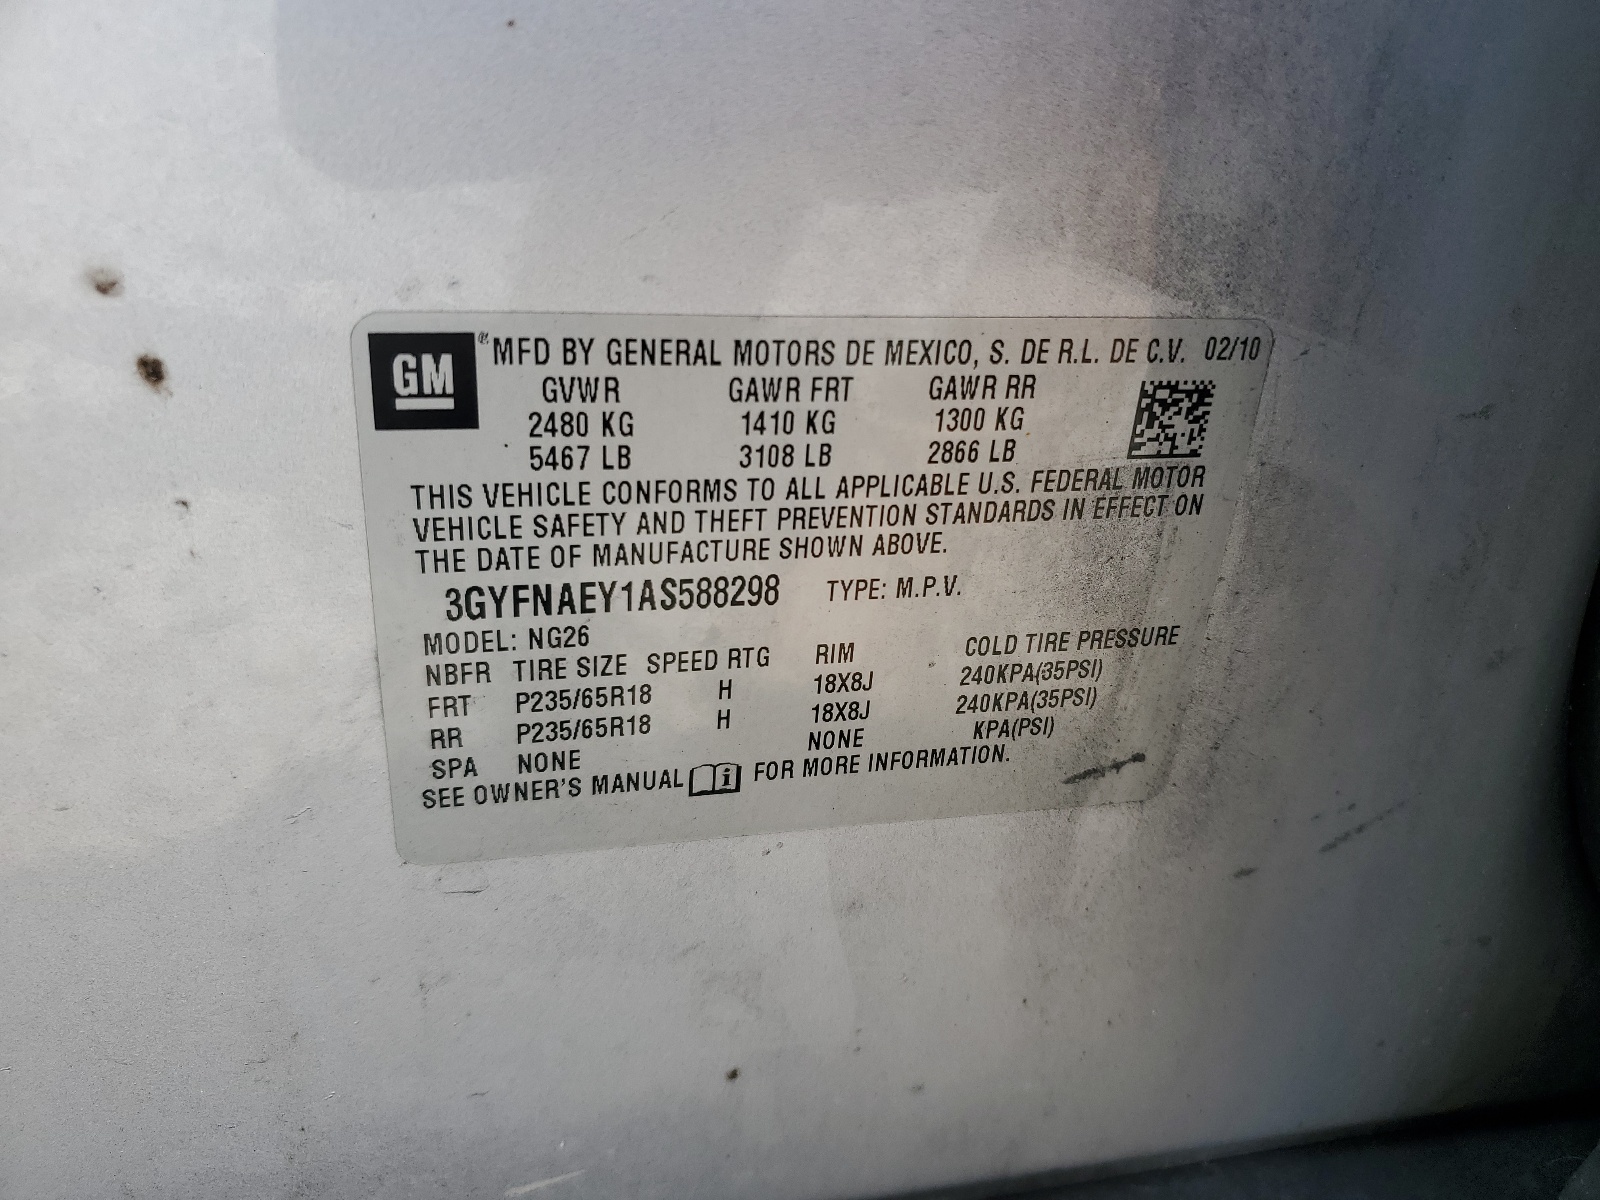 GM ® MFD BY GENERAL MOTORS DE MEXICO, S. DE R.L. DE C.V. 02/10
GVWR GAWR FRT GAWR RR
2480 KG 1410 KG 1300 KG
5467 LB 3108 LB 2866 LB
THIS VEHICLE CONFORMS TO ALL APPLICABLE U.S. FEDERAL MOTOR
VEHICLE SAFETY AND THEFT PREVENTION STANDARDS IN EFFECT ON
THE DATE OF MANUFACTURE SHOWN ABOVE.
3GYFNAEY1AS588298 TYPE: M.P.V.
MODEL: NG26
NBFR TIRE SIZE SPEED RTG RIM COLD TIRE PRESSURE
FRT P235/65R18 H 18X8J 240KPA(35PSI)
RR P235/65R18 H 18X8J 240KPA(35PSI)
SPA NONE NONE KPA(PSI)
SEE OWNER'S MANUAL i FOR MORE INFORMATION.